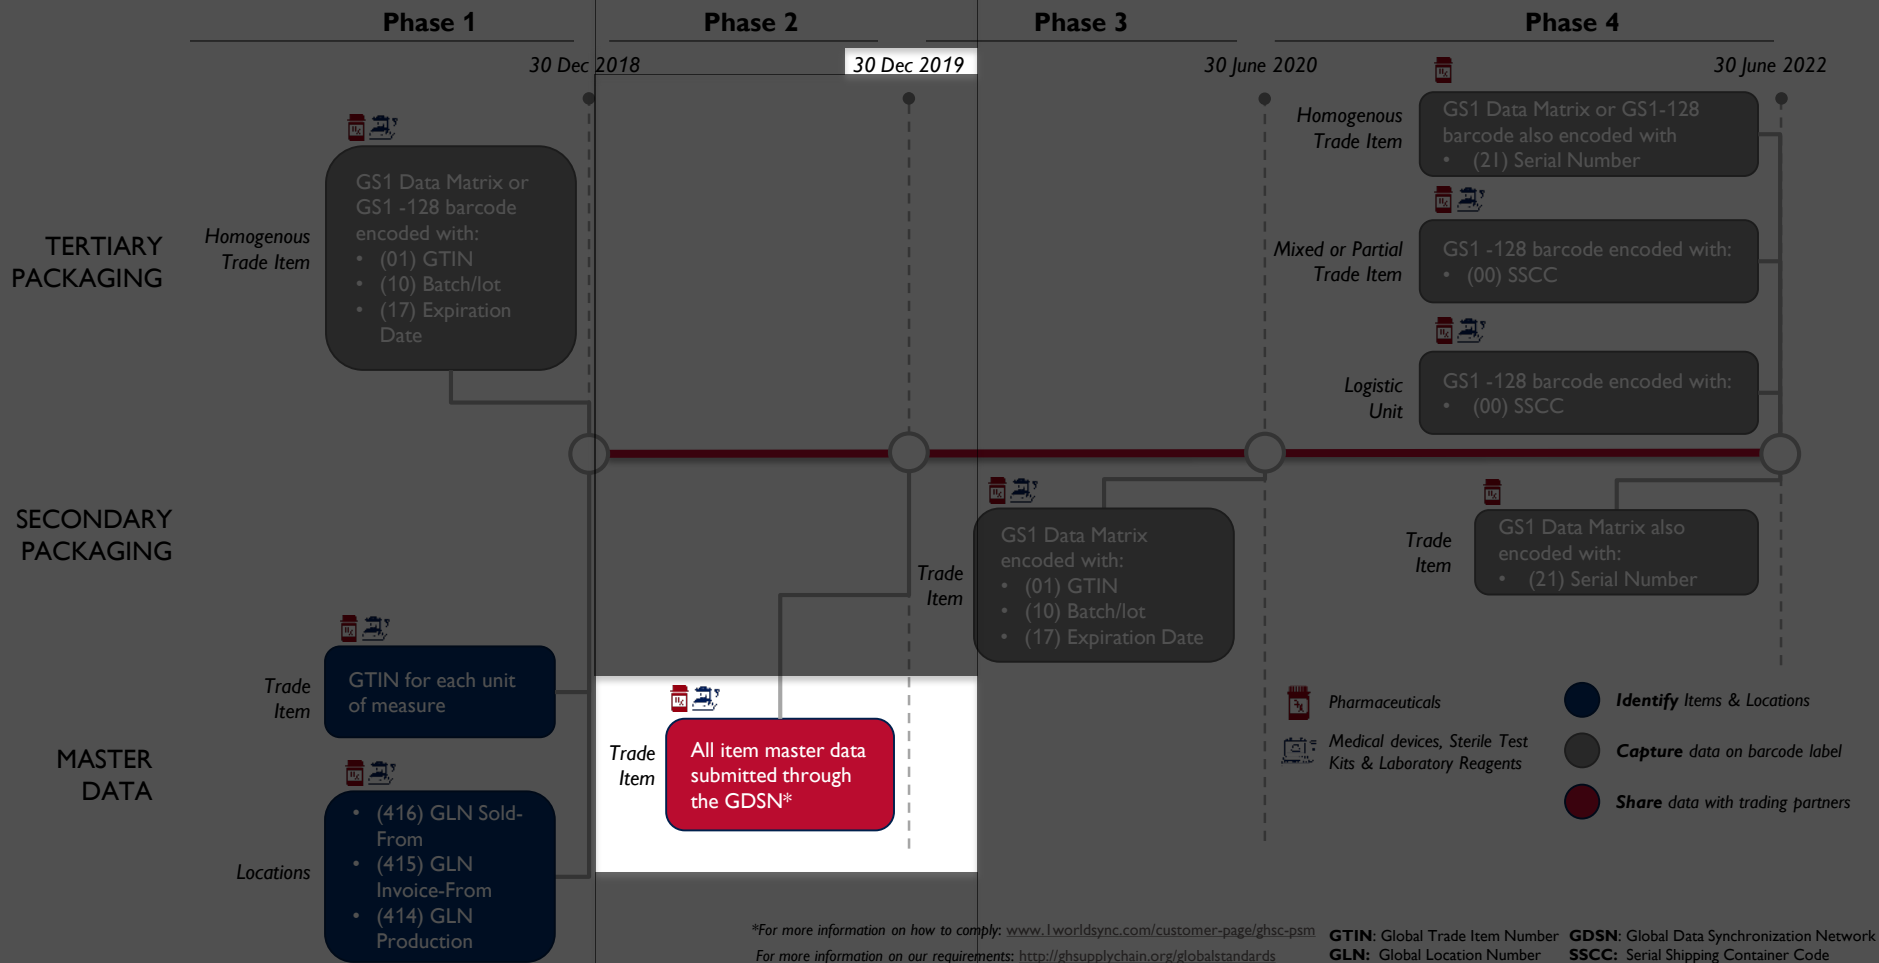 Phase 1
Phase 2
Phase 3
Phase 4
30 Dec 2018
30 Dec 2019
30 June 2020
30 June 2022
TERTIARY
PACKAGING
Homogenous
Trade Item
GS1 Data Matrix or
GS1 -128 barcode
encoded with:
• (01) GTIN
• (10) Batch/lot
• (17) Expiration
Date
Homogenous
Trade Item
GS1 Data Matrix or GS1-128
barcode also encoded with
• (21) Serial Number
Mixed or Partial
Trade Item
GS1 -128 barcode encoded with:
• (00) SSCC
Logistic
Unit
GS1 -128 barcode encoded with:
• (00) SSCC
SECONDARY
PACKAGING
Trade
Item
GS1 Data Matrix
encoded with:
• (01) GTIN
• (10) Batch/lot
• (17) Expiration Date
Trade
Item
GS1 Data Matrix also
encoded with:
• (21) Serial Number
MASTER
DATA
Trade
Item
GTIN for each unit
of measure
Locations
• (416) GLN Sold-
From
• (415) GLN
Invoice-From
• (414) GLN
Production
Trade
Item
All item master data
submitted through
the GDSN*
Pharmaceuticals
Medical devices, Sterile Test
Kits & Laboratory Reagents
Identify Items & Locations
Capture data on barcode label
Share data with trading partners
*For more information on how to comply: www.1worldsync.com/customer-page/ghsc-psm
For more information on our requirements: http://ghsupplychain.org/globalstandards
GTIN: Global Trade Item Number GDSN: Global Data Synchronization Network
GLN: Global Location Number SSCC: Serial Shipping Container Code